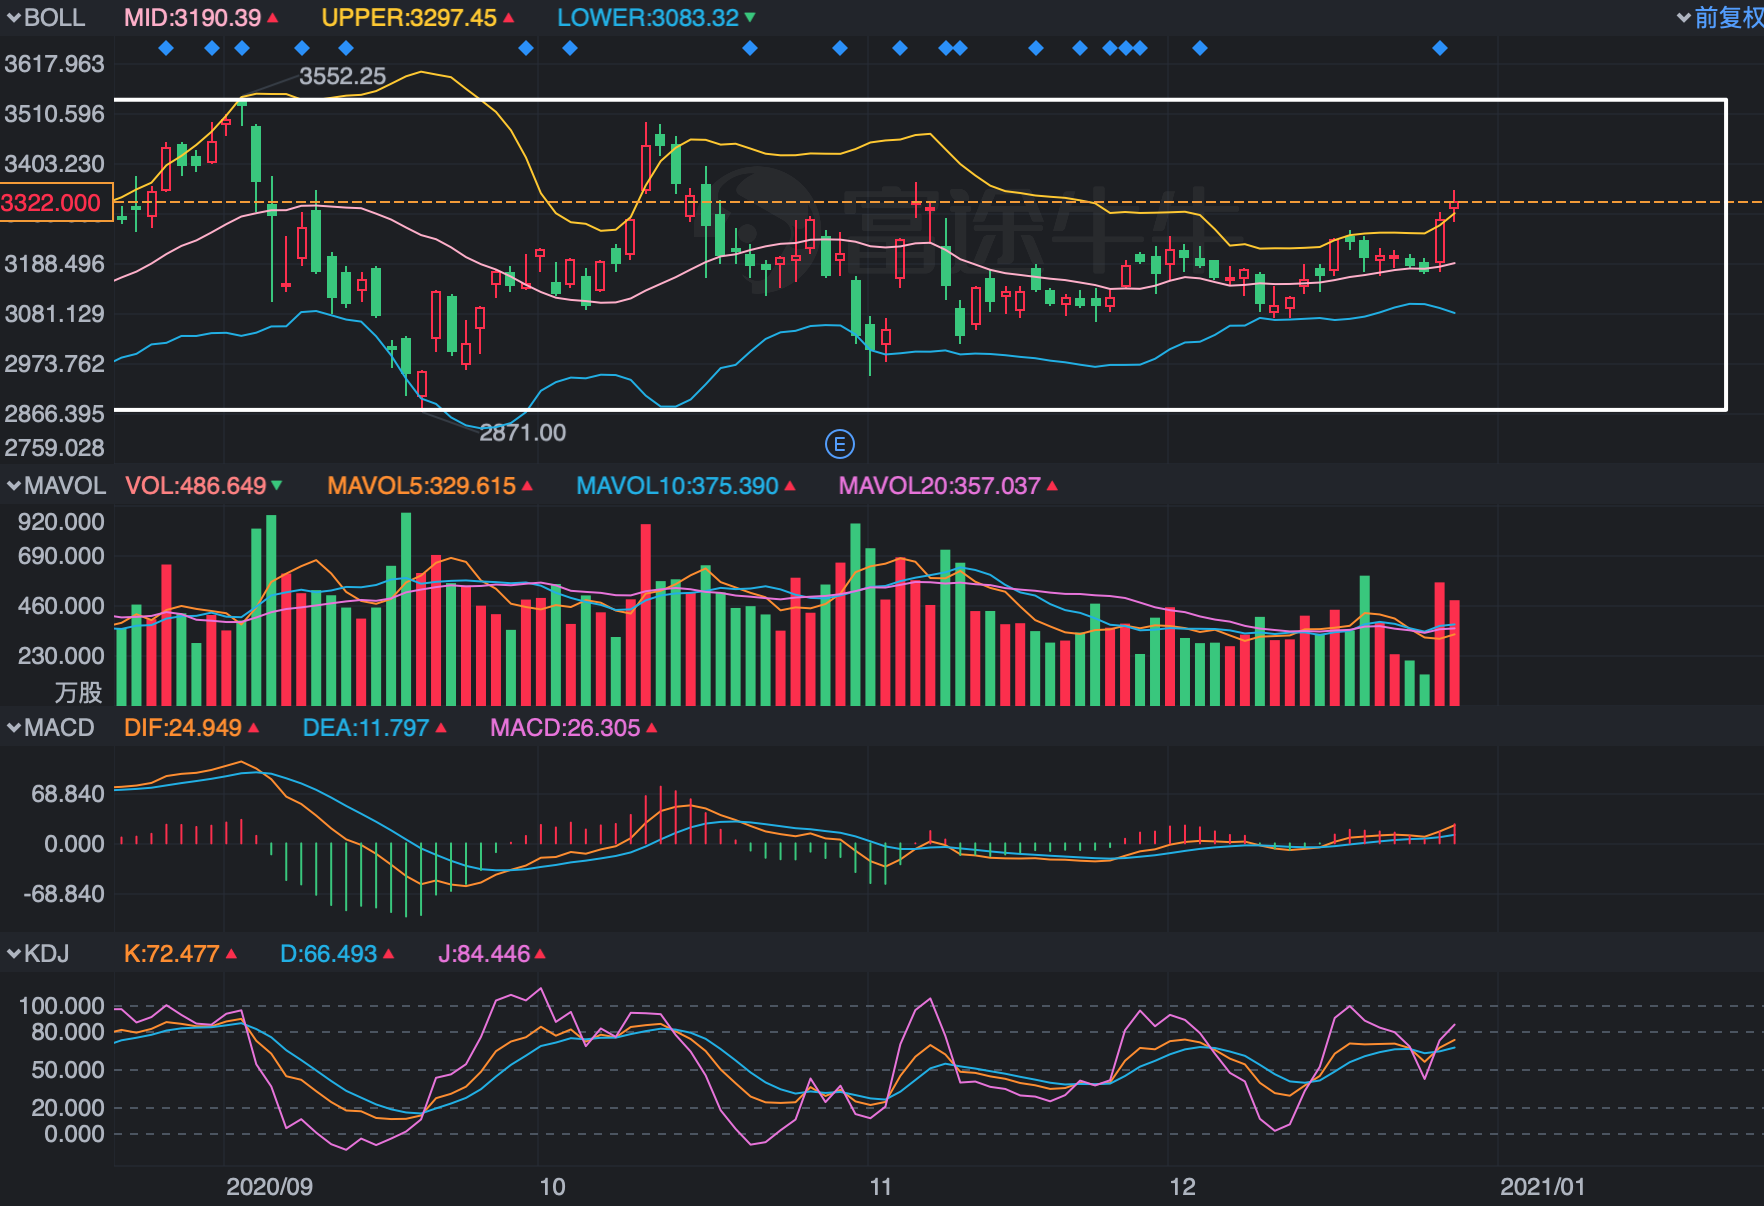 BOLL MID:3190.39 UPPER:3297.45 LOWER:3083.32 前复权
3617.963
3552.25
3510.596
3403.230
3322.000
富途牛牛
3188.496
3081.129
2973.762
2866.395
2871.00
E
2759.028
MAVOL VOL:486.649 MAVOL5:329.615 MAVOL10:375.390 MAVOL20:357.037
920.000
690.000
460.000
230.000
万股
MACD DIF:24.949 DEA:11.797 MACD:26.305
68.840
0.000
-68.840
KDJ K:72.477 D:66.493 J:84.446
100.000
80.000
50.000
20.000
0.000
2020/09 10 11 12 2021/01